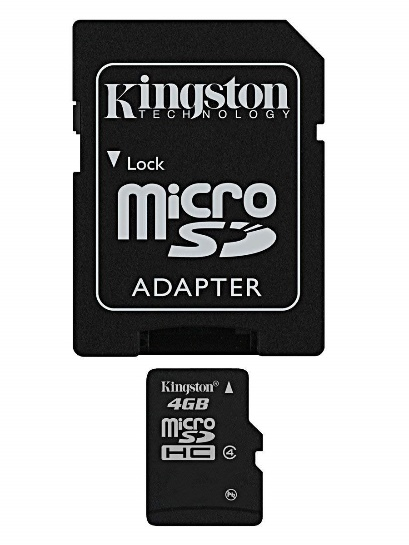 Kingston
TECHNOLOGY
Lock
micro
SD
ADAPTER
Kingston®
4GB
micro
SD
HC 4